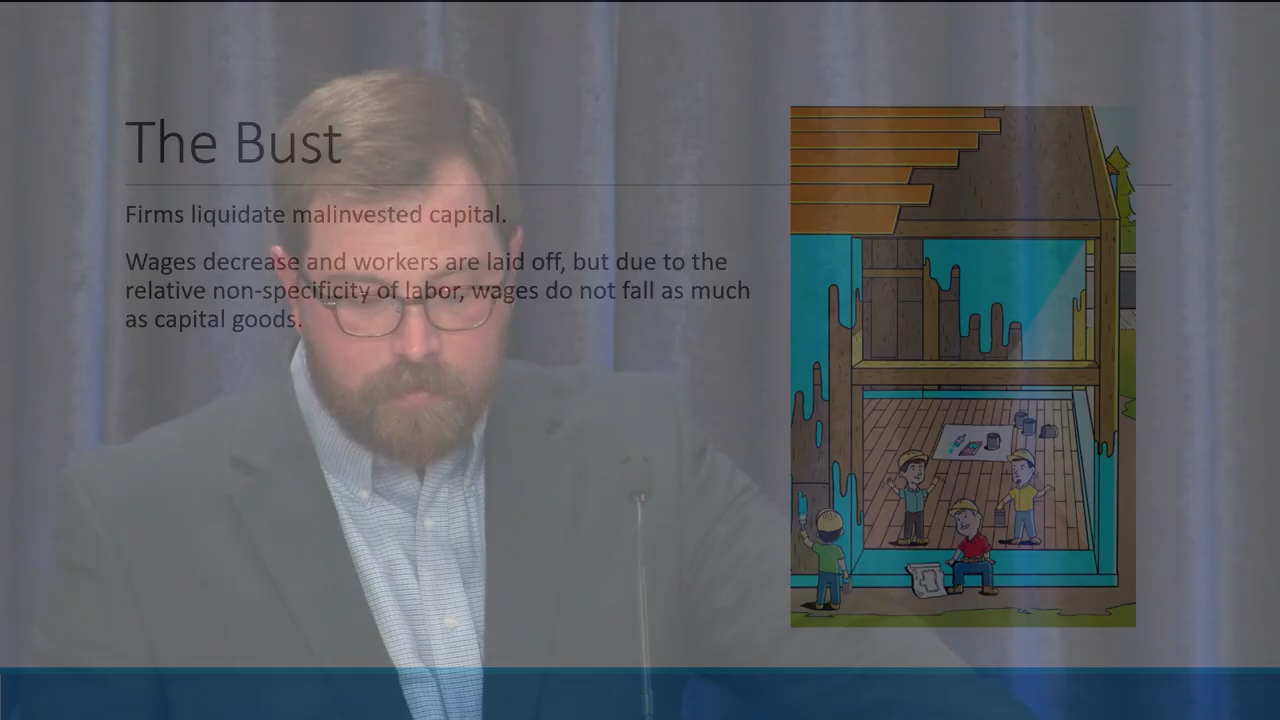 The Bust
Firms liquidate malinvested capital.
Wages decrease and workers are laid off, but due to the
relative non-specificity of labor, wages do not fall as much
as capital goods.